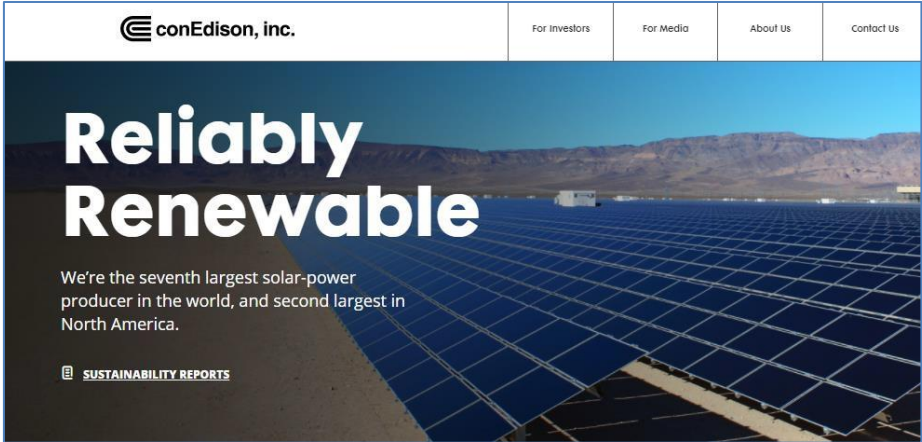 conEdison, inc.
For Investors
For Media
About Us
Contact Us
Reliably
Renewable
We're the seventh largest solar-power
producer in the world, and second largest in
North America.
SUSTAINABILITY REPORTS